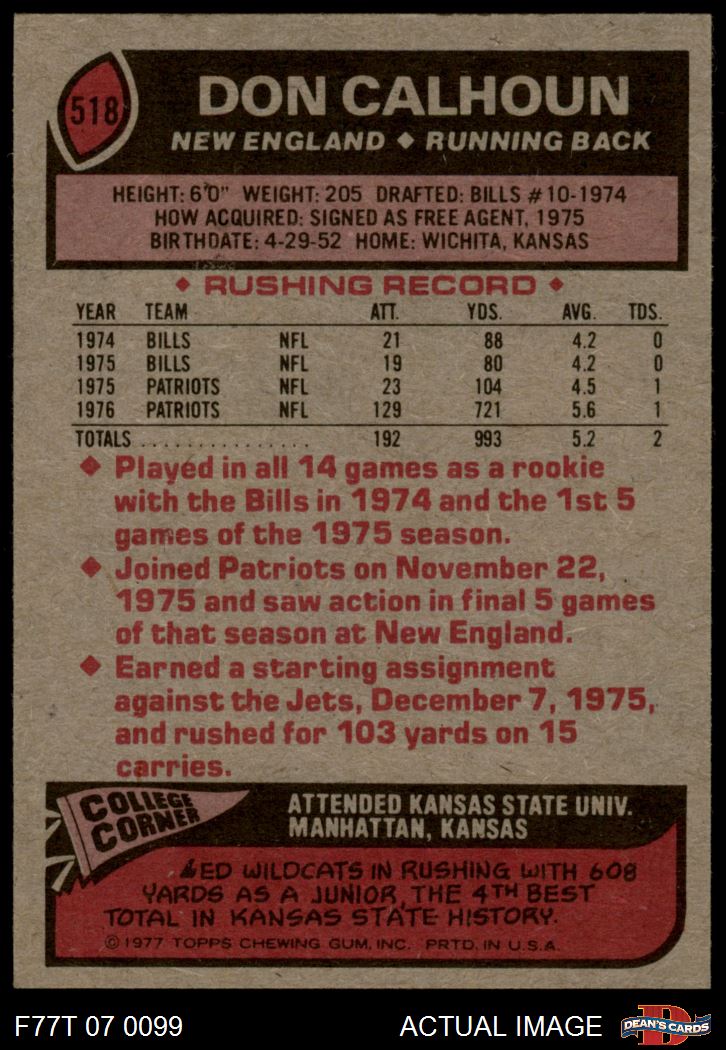 518
DON CALHOUN
NEW ENGLAND ◆ RUNNING BACK
HEIGHT: 6'0" WEIGHT: 205 DRAFTED: BILLS #10-1974
HOW ACQUIRED: SIGNED AS FREE AGENT, 1975
BIRTHDATE: 4-29-52 HOME: WICHITA, KANSAS
◆ RUSHING RECORD ◆
YEAR TEAM ATT. YDS. AVG. TDS.
1974 BILLS NFL 21 88 4.2 0
1975 BILLS NFL 19 80 4.2 0
1975 PATRIOTS NFL 23 104 4.5 1
1976 PATRIOTS NFL 129 721 5.6 1
TOTALS . . . . . . . . . . . . . . . 192 993 5.2 2
◆ Played in all 14 games as a rookie
with the Bills in 1974 and the 1st 5
games of the 1975 season.
◆ Joined Patriots on November 22,
1975 and saw action in final 5 games
of that season at New England.
◆ Earned a starting assignment
against the Jets, December 7, 1975,
and rushed for 103 yards on 15
carries.
COLLEGE
CORNER
ATTENDED KANSAS STATE UNIV.
MANHATTAN, KANSAS
LED WILDCATS IN RUSHING WITH 608
YARDS AS A JUNIOR, THE 4TH BEST
TOTAL IN KANSAS STATE HISTORY.
© 1977 TOPPS CHEWING GUM, INC. PRTD. IN U.S.A.
F77T 07 0099
ACTUAL IMAGE
D
DEAN'S CARDS